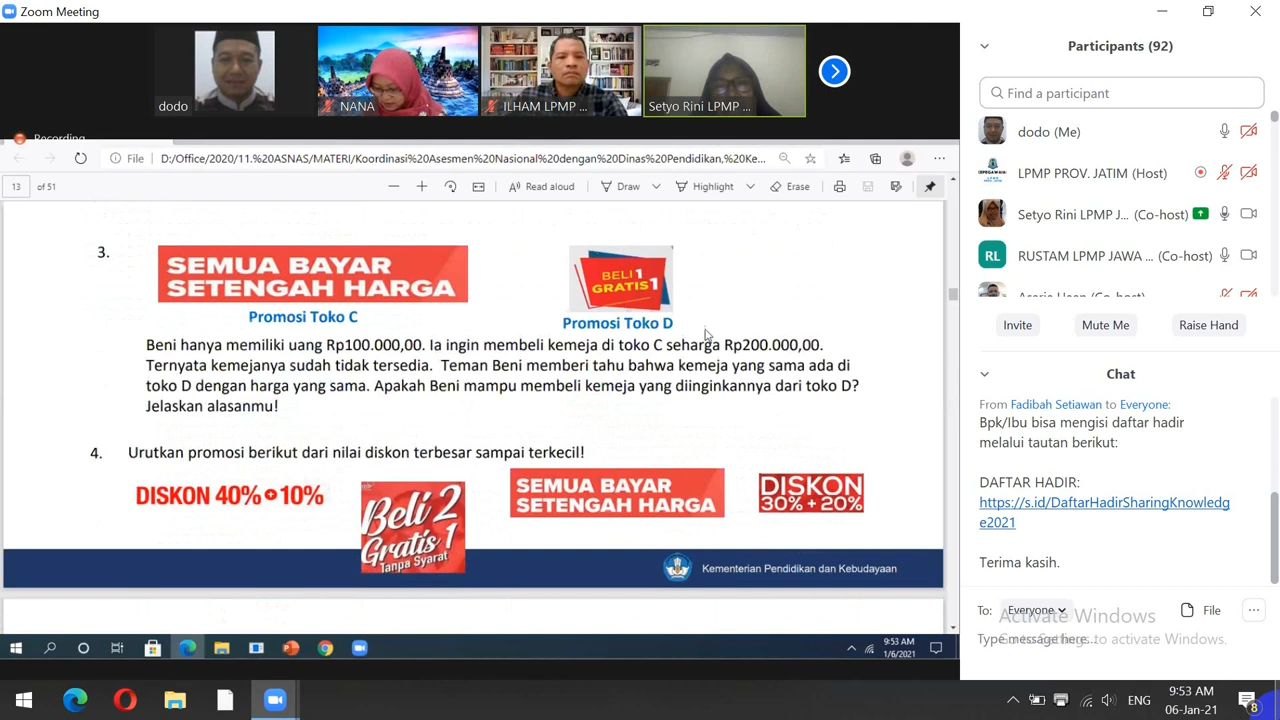 Zoom Meeting
dodo
NANA
ILHAM LPMP ...
Setyo Rini LPMP ...
Recording
File
D:/Office/2020/11.%20ASNAS/MATERI/Koordinasi%20Asesmen%20Nasional%20dengan%20Dinas%20Pendidikan,%20Ke...
13 of 51
Read aloud
Draw
Highlight
Erase
3.
SEMUA BAYAR
SETENGAH HARGA
BELI 1
GRATIS 1
Promosi Toko C
Promosi Toko D
Beni hanya memiliki uang Rp100.000,00. Ia ingin membeli kemeja di toko C seharga Rp200.000,00.
Ternyata kemejanya sudah tidak tersedia. Teman Beni memberi tahu bahwa kemeja yang sama ada di
toko D dengan harga yang sama. Apakah Beni mampu membeli kemeja yang diinginkannya dari toko D?
Jelaskan alasanmu!
4. Urutkan promosi berikut dari nilai diskon terbesar sampai terkecil!
DISKON 40%+10%
Beli 2
Gratis 1
Tanpa Syarat
SEMUA BAYAR
SETENGAH HARGA
DISKON
30% + 20%
Kementerian Pendidikan dan Kebudayaan
9:53 AM
1/6/2021
Participants (92)
Find a participant
dodo (Me)
LPMP PROV. JATIM (Host)
Setyo Rini LPMP J... (Co-host)
RL
RUSTAM LPMP JAWA ... (Co-host)
Invite
Mute Me
Raise Hand
Chat
From Fadibah Setiawan to Everyone:
Bpk/Ibu bisa mengisi daftar hadir
melalui tautan berikut:
DAFTAR HADIR:
https://s.id/DaftarHadirSharingKnowledg
e2021
Terima kasih.
To: Everyone
File
Activate Windows
Type message here..
to activate Windows.
ENG
9:53 AM
06-Jan-21
8